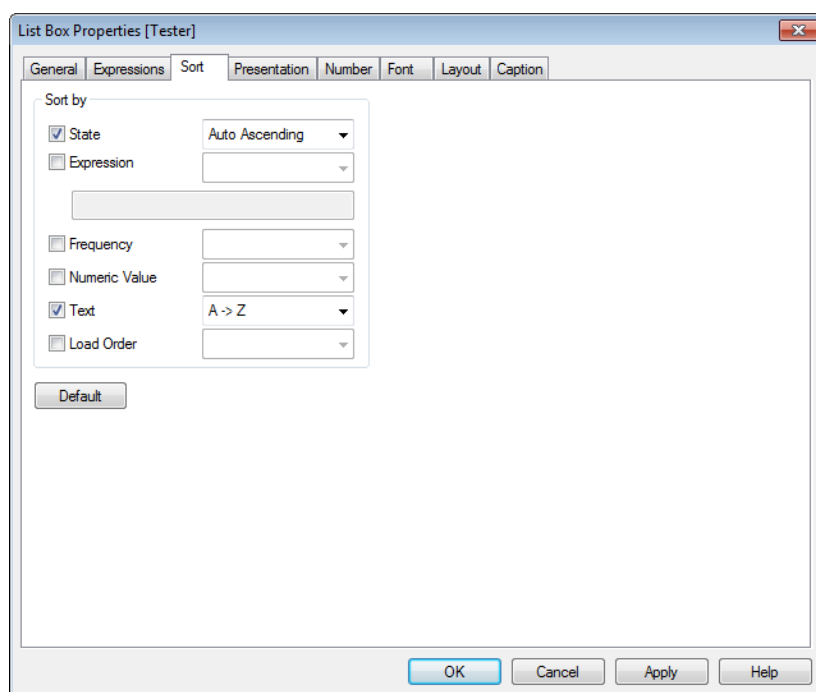 List Box Properties [Tester]
General Expressions Sort Presentation Number Font Layout Caption
Sort by
State Auto Ascending
Expression
Frequency
Numeric Value
Text A -> Z
Load Order
Default
OK Cancel Apply Help